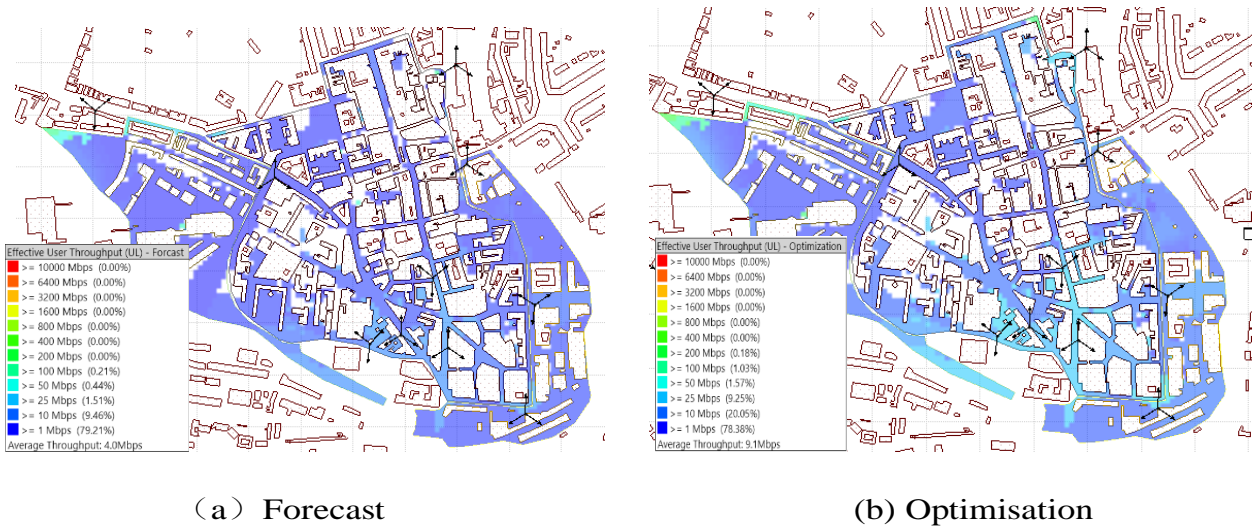 Effective User Throughput (UL) - Forcast
>= 10000 Mbps (0.00%)
>= 6400 Mbps (0.00%)
>= 3200 Mbps (0.00%)
>= 1600 Mbps (0.00%)
>= 800 Mbps (0.00%)
>= 400 Mbps (0.00%)
>= 200 Mbps (0.00%)
>= 100 Mbps (0.21%)
>= 50 Mbps (0.44%)
>= 25 Mbps (1.51%)
>= 10 Mbps (9.46%)
>= 1 Mbps (79.21%)
Average Throughput: 4.0Mbps
Effective User Throughput (UL) - Optimization
>= 10000 Mbps (0.00%)
>= 6400 Mbps (0.00%)
>= 3200 Mbps (0.00%)
>= 1600 Mbps (0.00%)
>= 800 Mbps (0.00%)
>= 400 Mbps (0.00%)
>= 200 Mbps (0.18%)
>= 100 Mbps (1.03%)
>= 50 Mbps (1.57%)
>= 25 Mbps (9.25%)
>= 10 Mbps (20.05%)
>= 1 Mbps (78.38%)
Average Throughput: 9.1Mbps
（a） Forecast
(b) Optimisation